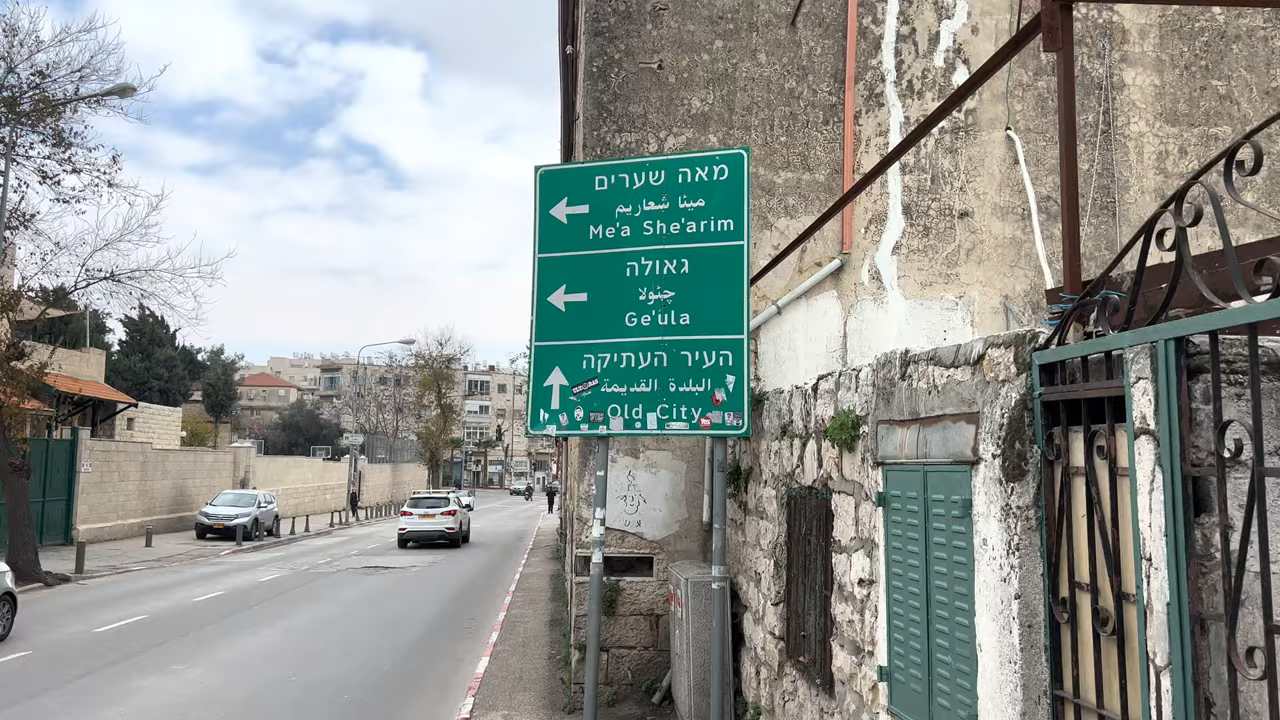 מאה שערים
ميئا شعاريم
Me'a She'arim
גאולה
چئولا
Ge'ula
העיר העתיקה
البلدة القديمة
Old City